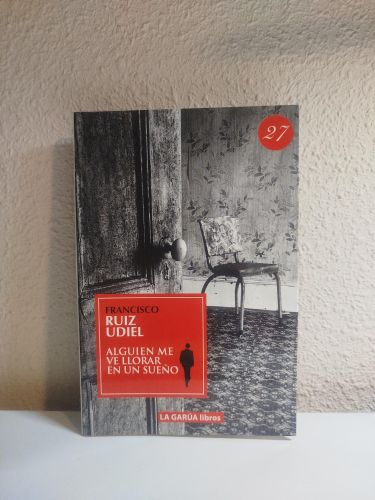 27
FRANCISCO
RUIZ
UDIEL
ALGUIEN ME
VE LLORAR
EN UN SUEÑO
LA GARÚA libros